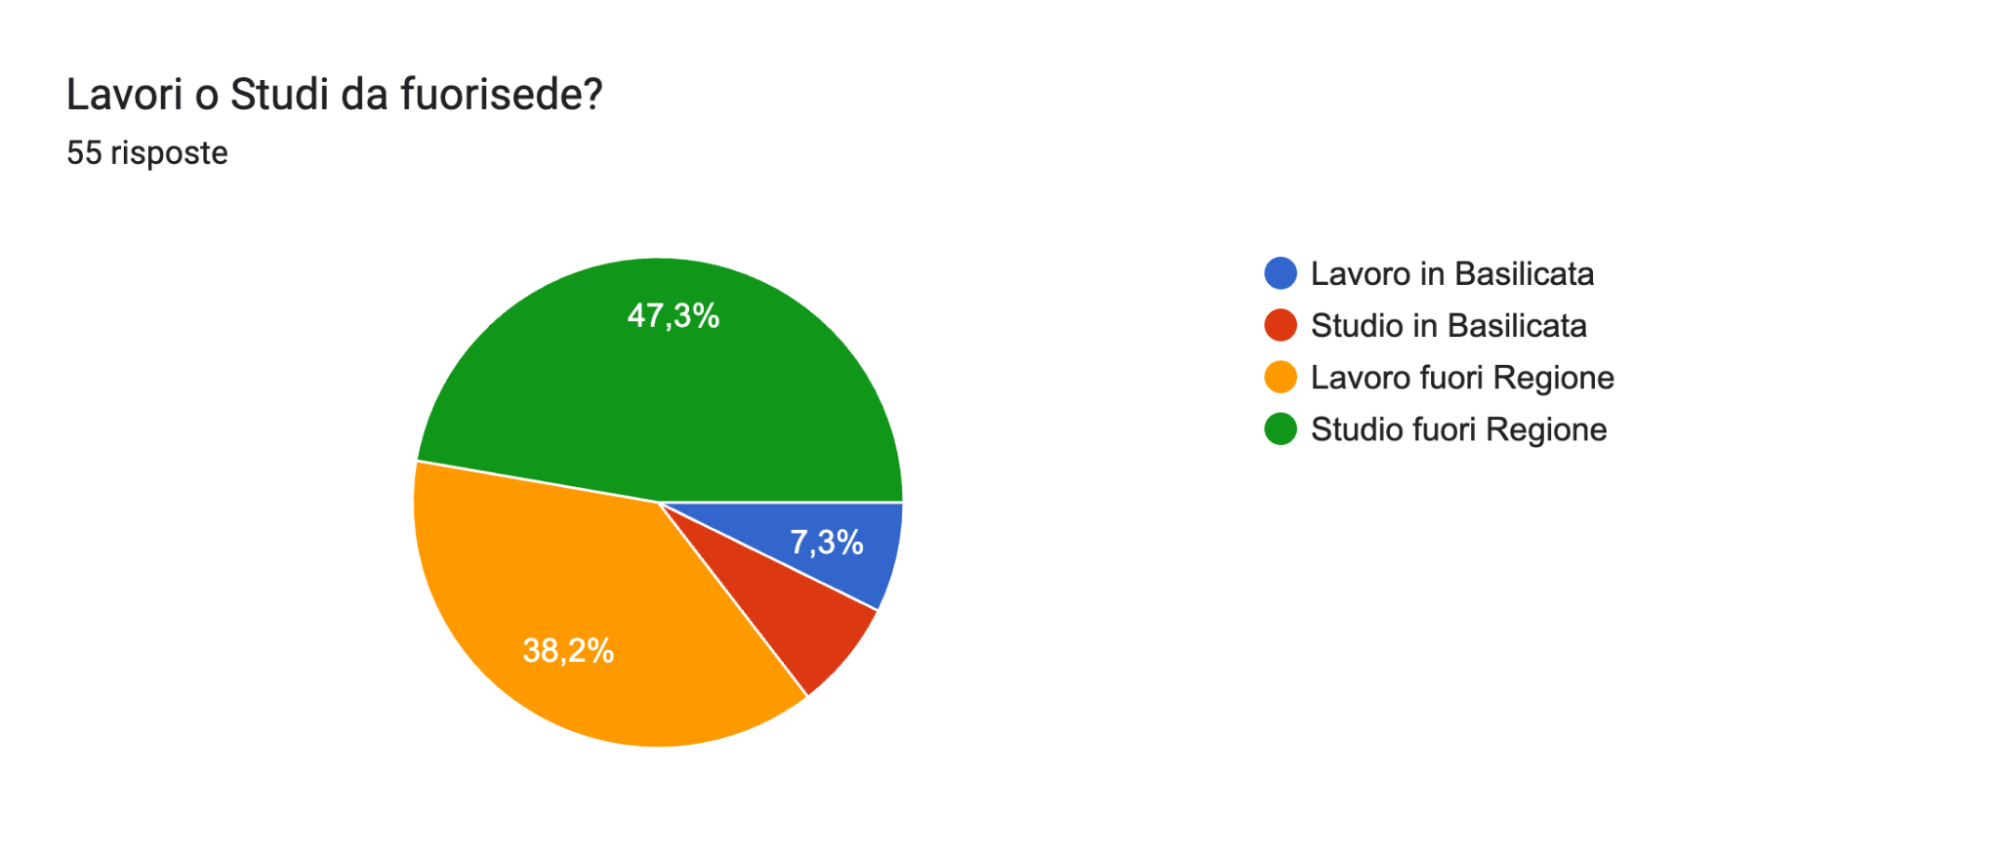 Lavori o Studi da fuorisede?
55 risposte
47,3%
7,3%
38,2%
Lavoro in Basilicata
Studio in Basilicata
Lavoro fuori Regione
Studio fuori Regione